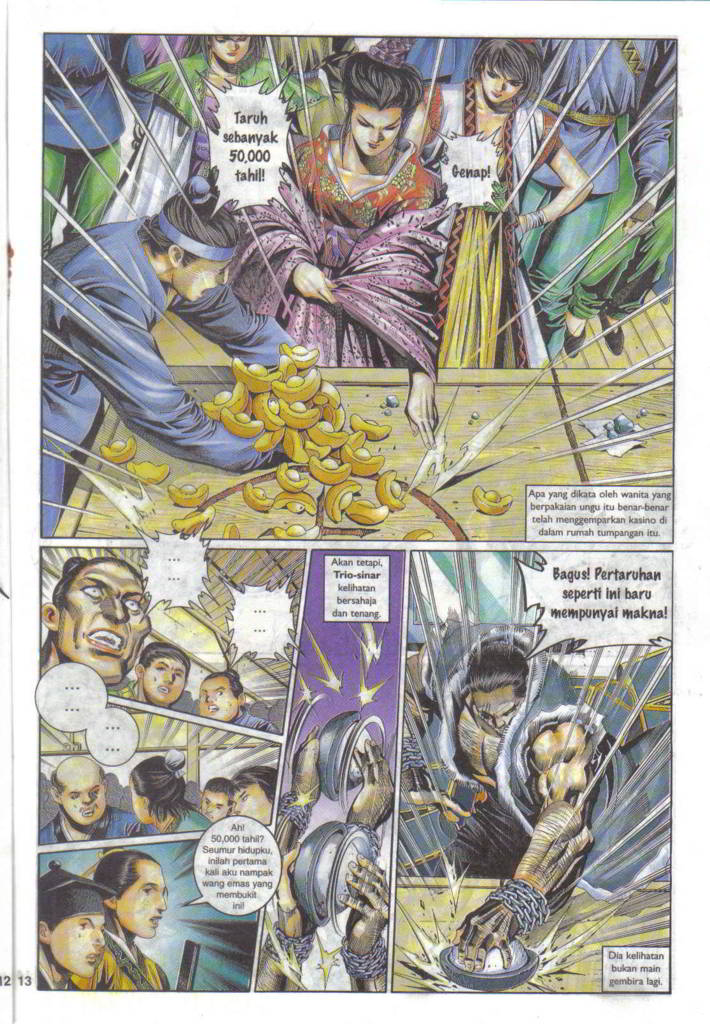 Taruh
sebanyak
50,000
tahil!
Genap!
Apa yang dikata oleh wanita yang
berpakaian ungu itu benar-benar
telah menggemparkan kasino di
dalam rumah tumpangan itu.
...
...
...
...
...
...
...
...
Ah!
50,000 tahil?
Seumur hidupku,
inilah pertama
kali aku nampak
wang emas yang
membukit
ini!
Akan tetapi,
Trio-sinar
kelihatan
bersahaja
dan tenang.
Bagus! Pertaruhan
seperti ini baru
mempunyai makna!
Dia kelihatan
bukan main
gembira lagi.
12 13